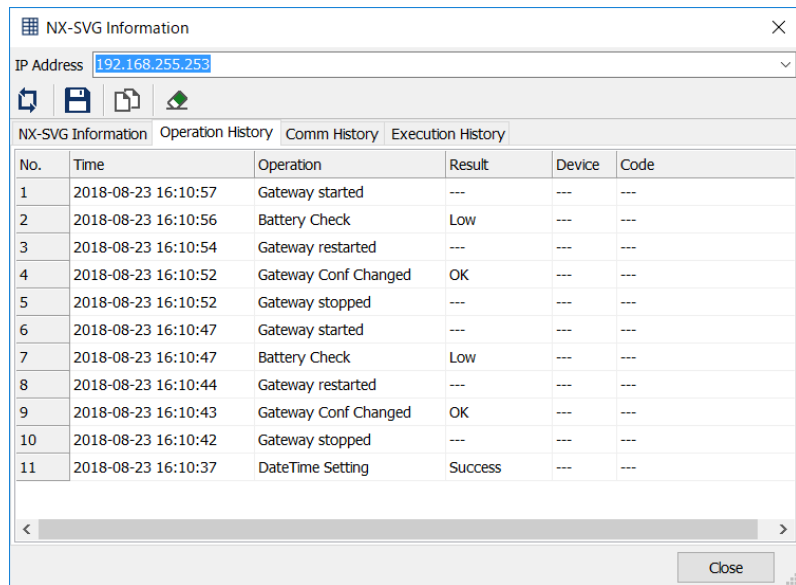 NX-SVG Information
IP Address 192.168.255.253
NX-SVG Information Operation History Comm History Execution History
No. Time Operation Result Device Code
1 2018-08-23 16:10:57 Gateway started --- --- ---
2 2018-08-23 16:10:56 Battery Check Low --- ---
3 2018-08-23 16:10:54 Gateway restarted --- --- ---
4 2018-08-23 16:10:52 Gateway Conf Changed OK --- ---
5 2018-08-23 16:10:52 Gateway stopped --- --- ---
6 2018-08-23 16:10:47 Gateway started --- --- ---
7 2018-08-23 16:10:47 Battery Check Low --- ---
8 2018-08-23 16:10:44 Gateway restarted --- --- ---
9 2018-08-23 16:10:43 Gateway Conf Changed OK --- ---
10 2018-08-23 16:10:42 Gateway stopped --- --- ---
11 2018-08-23 16:10:37 DateTime Setting Success --- ---
Close